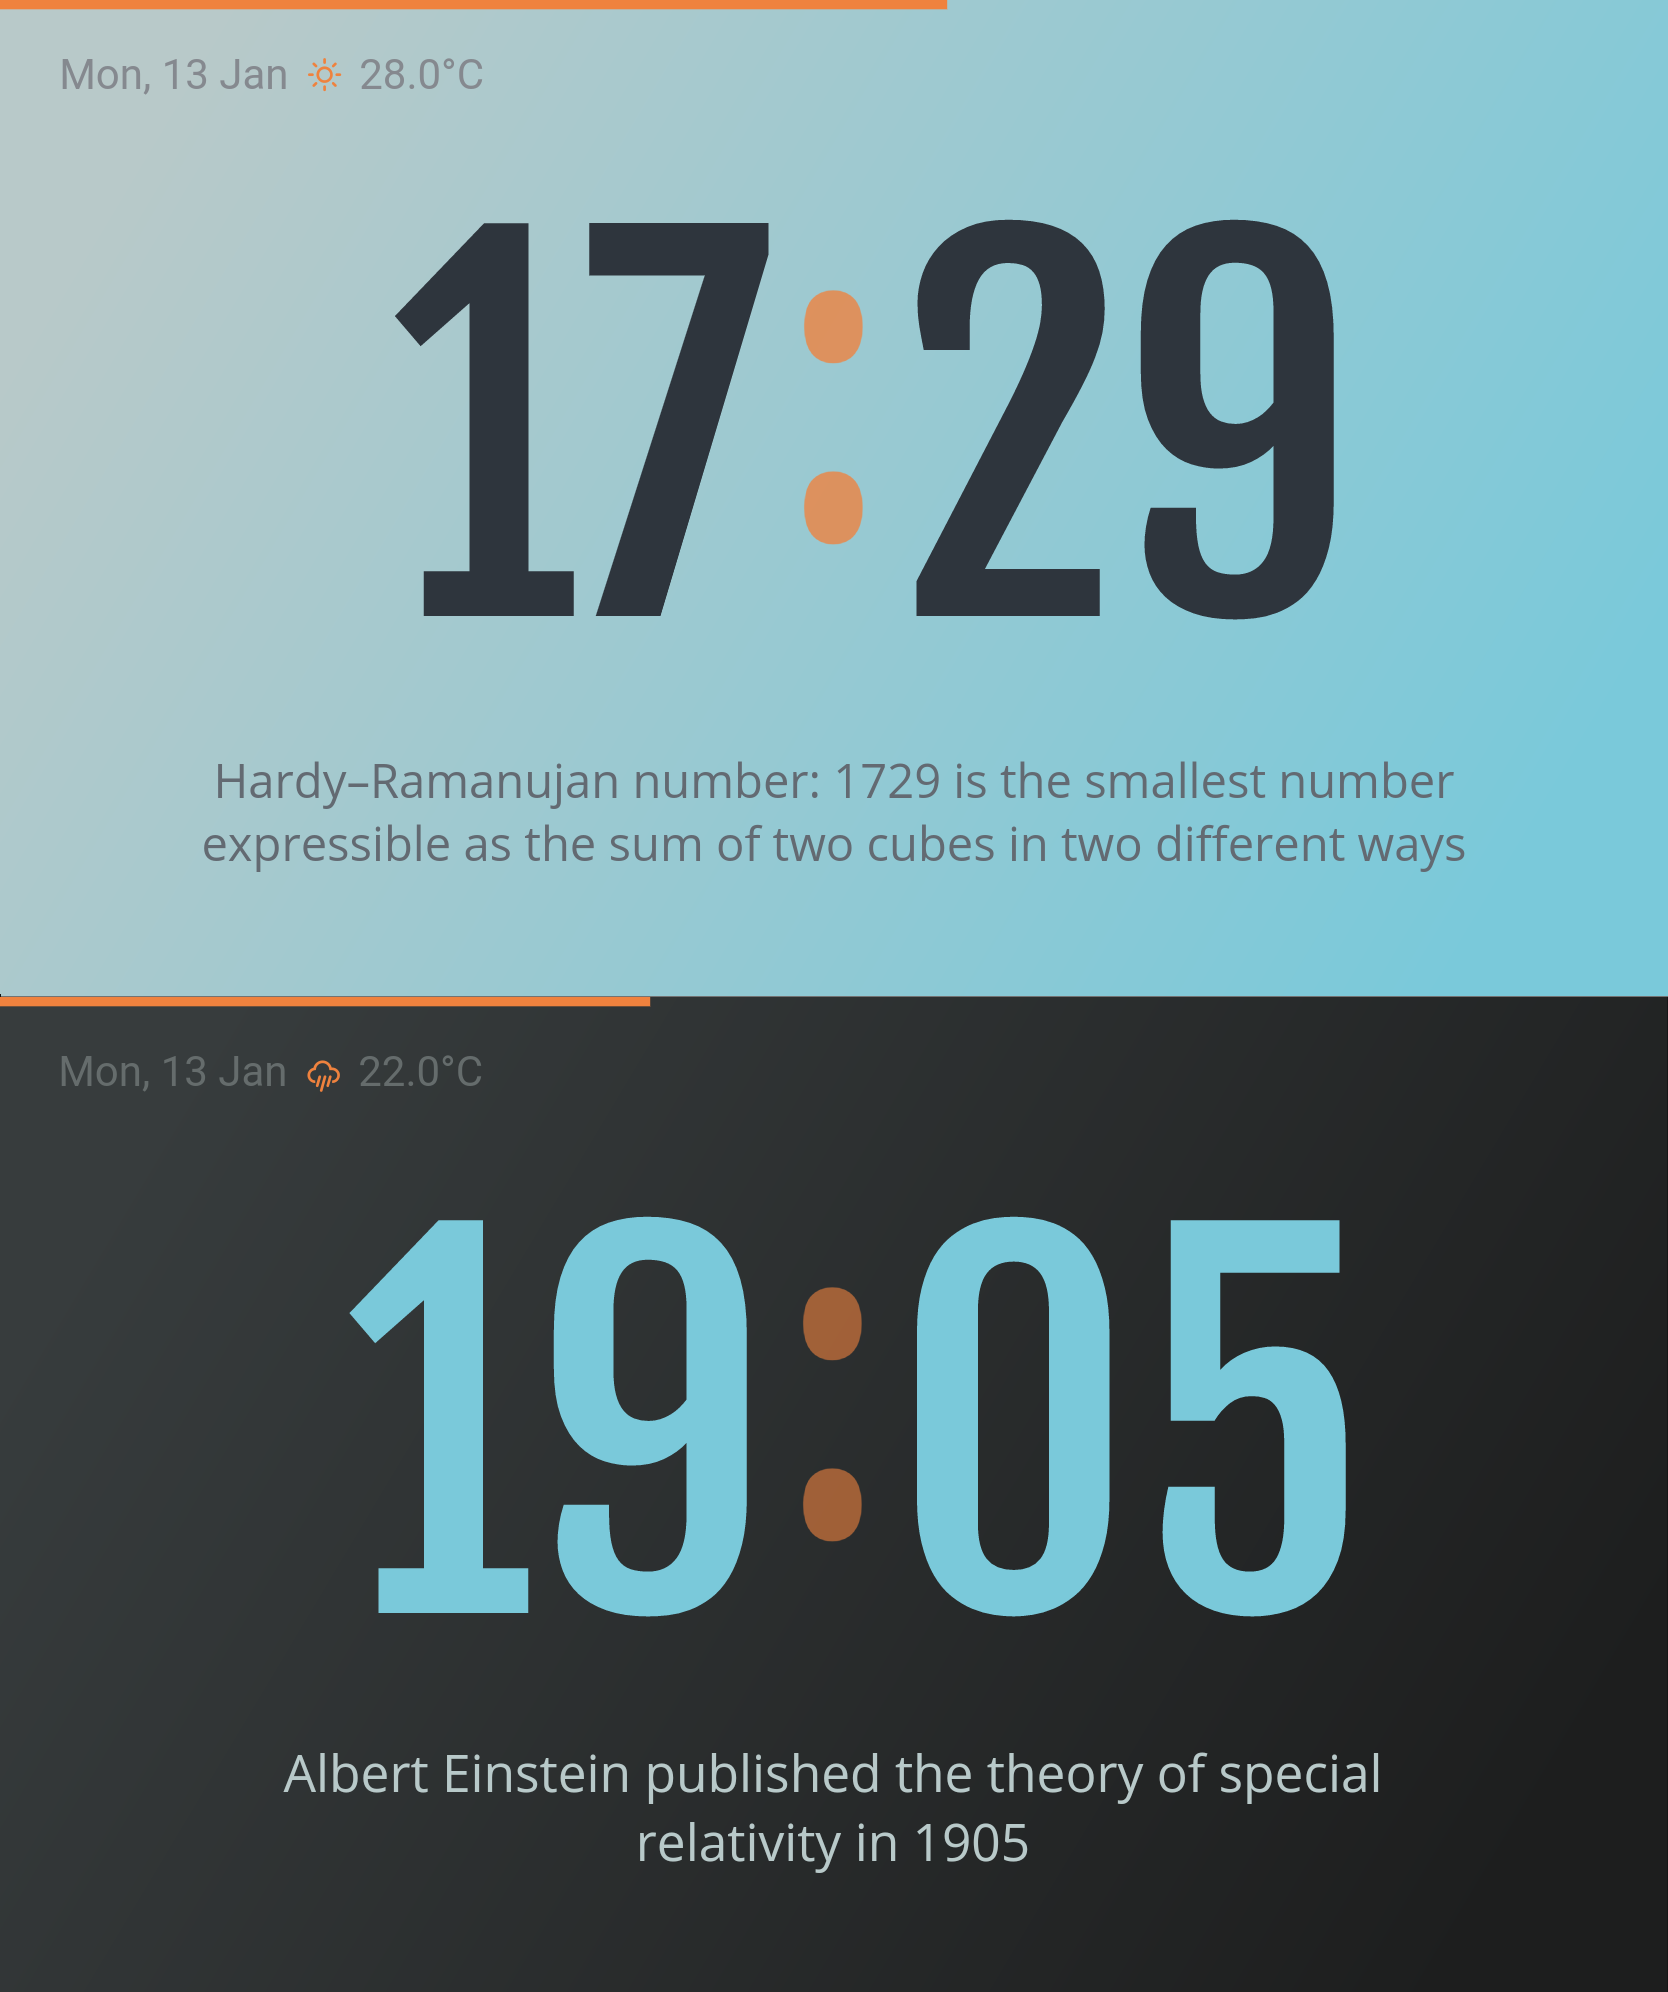 Mon, 13 Jan 28.0°C
17:29
Hardy–Ramanujan number: 1729 is the smallest number
expressible as the sum of two cubes in two different ways
Mon, 13 Jan 22.0°C
19:05
Albert Einstein published the theory of special
relativity in 1905